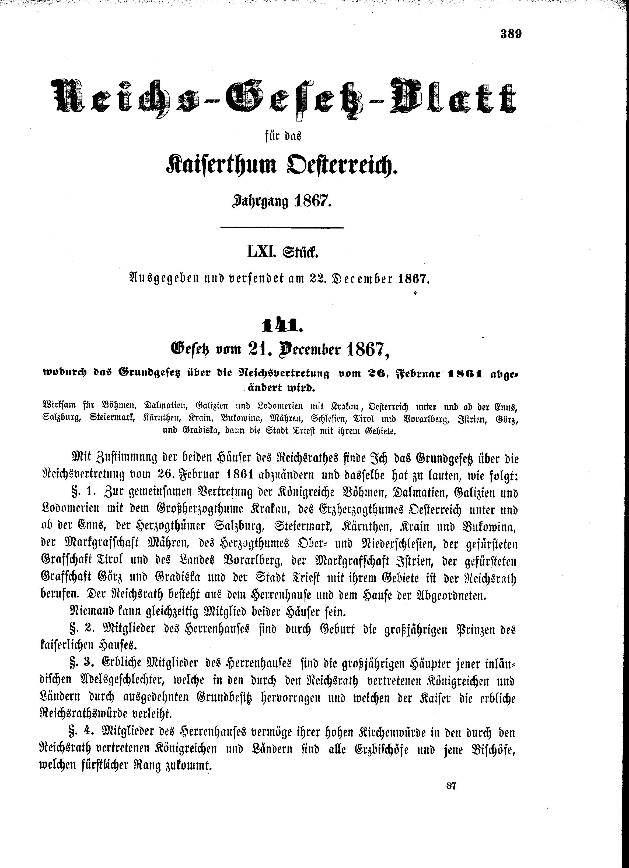 389
Reichs-Gesetz-Blatt
für das
Kaiserthum Oesterreich.
Jahrgang 1867.
LXI. Stück.
Ausgegeben und versendet am 22. December 1867.
141.
Gesetz vom 21. December 1867,
wodurch das Grundgesetz über die Reichsvertretung vom 26. Februar 1861 abge-
ändert wird.
Wirksam für Böhmen, Dalmatien, Galizien und Lodomerien mit Krakau, Oesterreich unter und ob der Enns,
Salzburg, Steiermark, Kärnthen, Krain, Bukowina, Mähren, Schlesien, Tirol und Vorarlberg, Istrien, Görz,
und Gradiska, dann die Stadt Triest mit ihrem Gebiete.
Mit Zustimmung der beiden Häuser des Reichsrathes finde Ich das Grundgesetz über die
Reichsvertretung vom 26. Februar 1861 abzuändern und dasselbe hat zu lauten, wie folgt:
§. 1. Zur gemeinsamen Vertretung der Königreiche Böhmen, Dalmatien, Galizien und
Lodomerien mit dem Großherzogthume Krakau, des Erzherzogthumes Oesterreich unter und
ob der Enns, der Herzogthümer Salzburg, Steiermark, Kärnthen, Krain und Bukowina,
der Markgrafschaft Mähren, des Herzogthumes Ober- und Niederschlesien, der gefürsteten
Grafschaft Tirol und des Landes Vorarlberg, der Markgrafschaft Istrien, der gefürsteten
Grafschaft Görz und Gradiska und der Stadt Triest mit ihrem Gebiete ist der Reichsrath
berufen. Der Reichsrath besteht aus dem Herrenhause und dem Hause der Abgeordneten.
Niemand kann gleichzeitig Mitglied beider Häuser sein.
§. 2. Mitglieder des Herrenhauses sind durch Geburt die großjährigen Prinzen des
kaiserlichen Hauses.
§. 3. Erbliche Mitglieder des Herrenhauses sind die großjährigen Häupter jener inlän-
dischen Adelsgeschlechter, welche in den durch den Reichsrath vertretenen Königreichen und
Ländern durch ausgedehnten Grundbesitz hervorragen und welchen der Kaiser die erbliche
Reichsrathswürde verleiht.
§. 4. Mitglieder des Herrenhauses vermöge ihrer hohen Kirchenwürde in den durch den
Reichsrath vertretenen Königreichen und Ländern sind alle Erzbischöfe und jene Bischöfe,
welchen fürstlicher Rang zukommt.
87